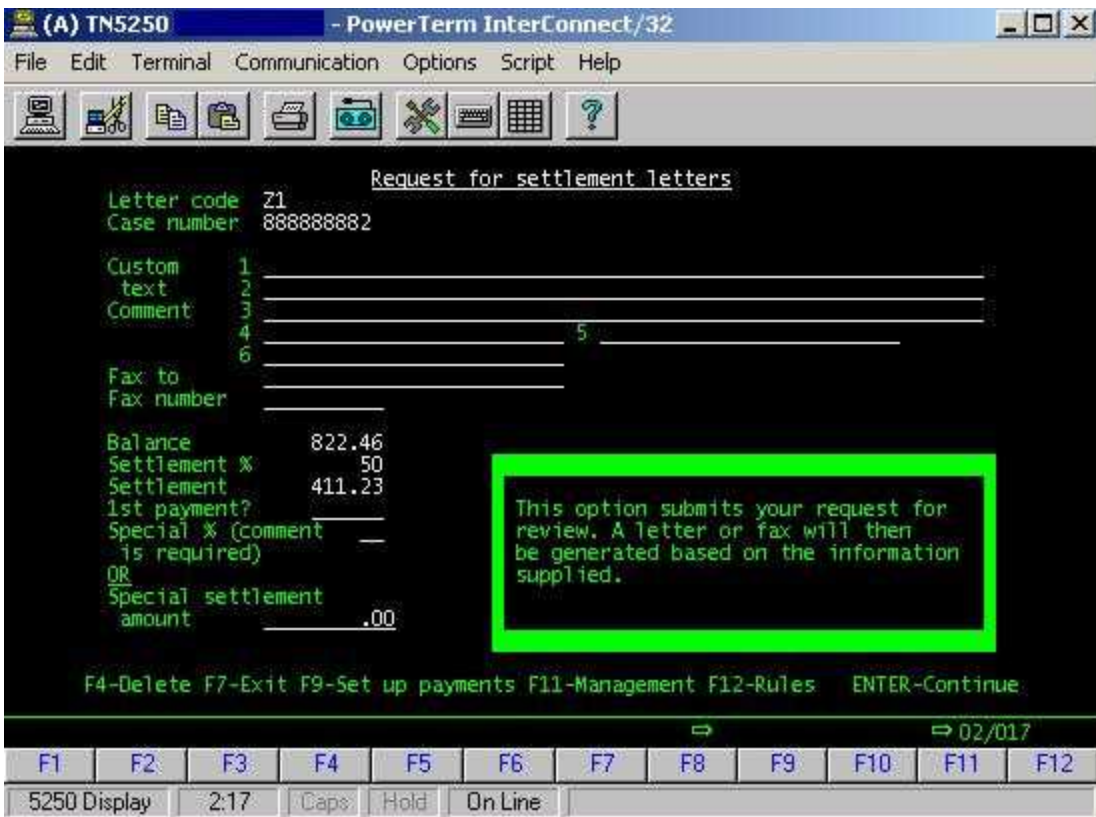 (A) TN5250 - PowerTerm InterConnect/32
File Edit Terminal Communication Options Script Help
Request for settlement letters
Letter code Z1
Case number 888888882
Custom 1
text 2
Comment 3
4 5
6
Fax to
Fax number
Balance 822.46
Settlement % 50
Settlement 411.23
1st payment?
Special % (comment
is required)
OR
Special settlement
amount .00
This option submits your request for
review. A letter or fax will then
be generated based on the information
supplied.
F4-Delete F7-Exit F9-Set up payments F11-Management F12-Rules ENTER-Continue
⇨ ⇨ 02/017
F1 F2 F3 F4 F5 F6 F7 F8 F9 F10 F11 F12
5250 Display 2:17 Caps Hold On Line